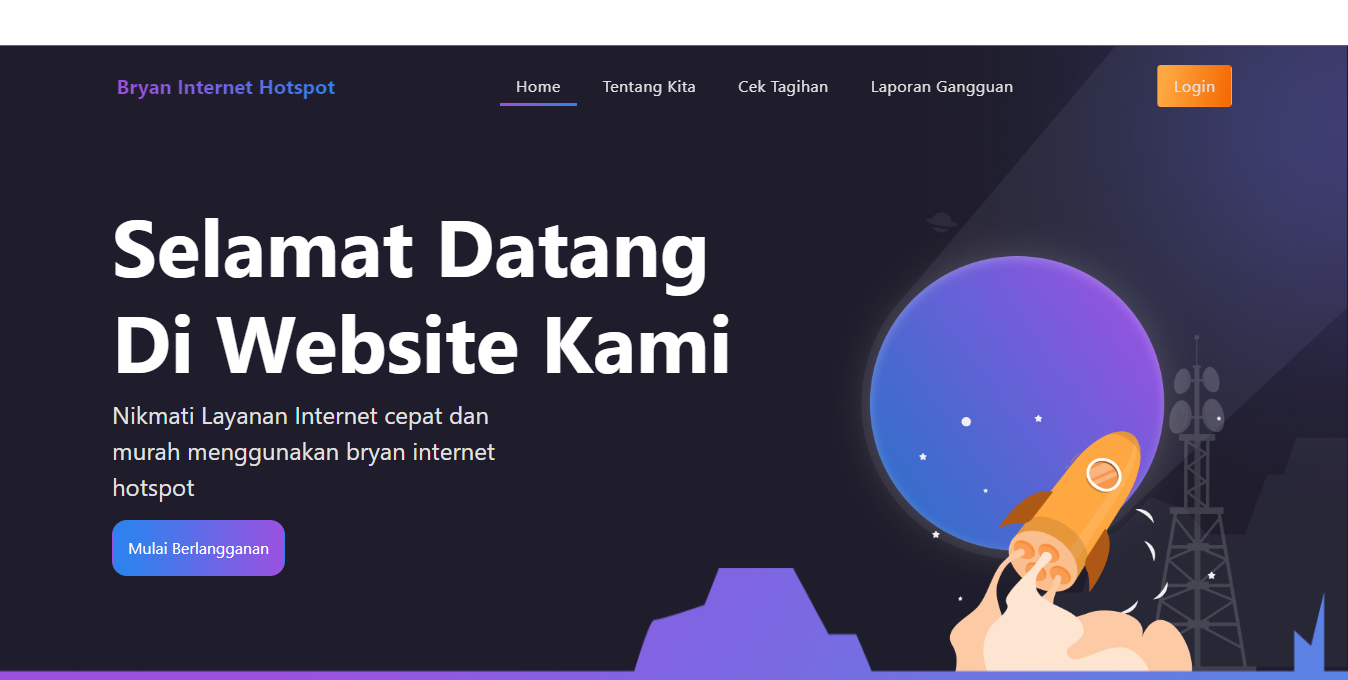 Bryan Internet Hotspot
Home
Tentang Kita
Cek Tagihan
Laporan Gangguan
Login
Selamat Datang
Di Website Kami
Nikmati Layanan Internet cepat dan
murah menggunakan bryan internet
hotspot
Mulai Berlangganan